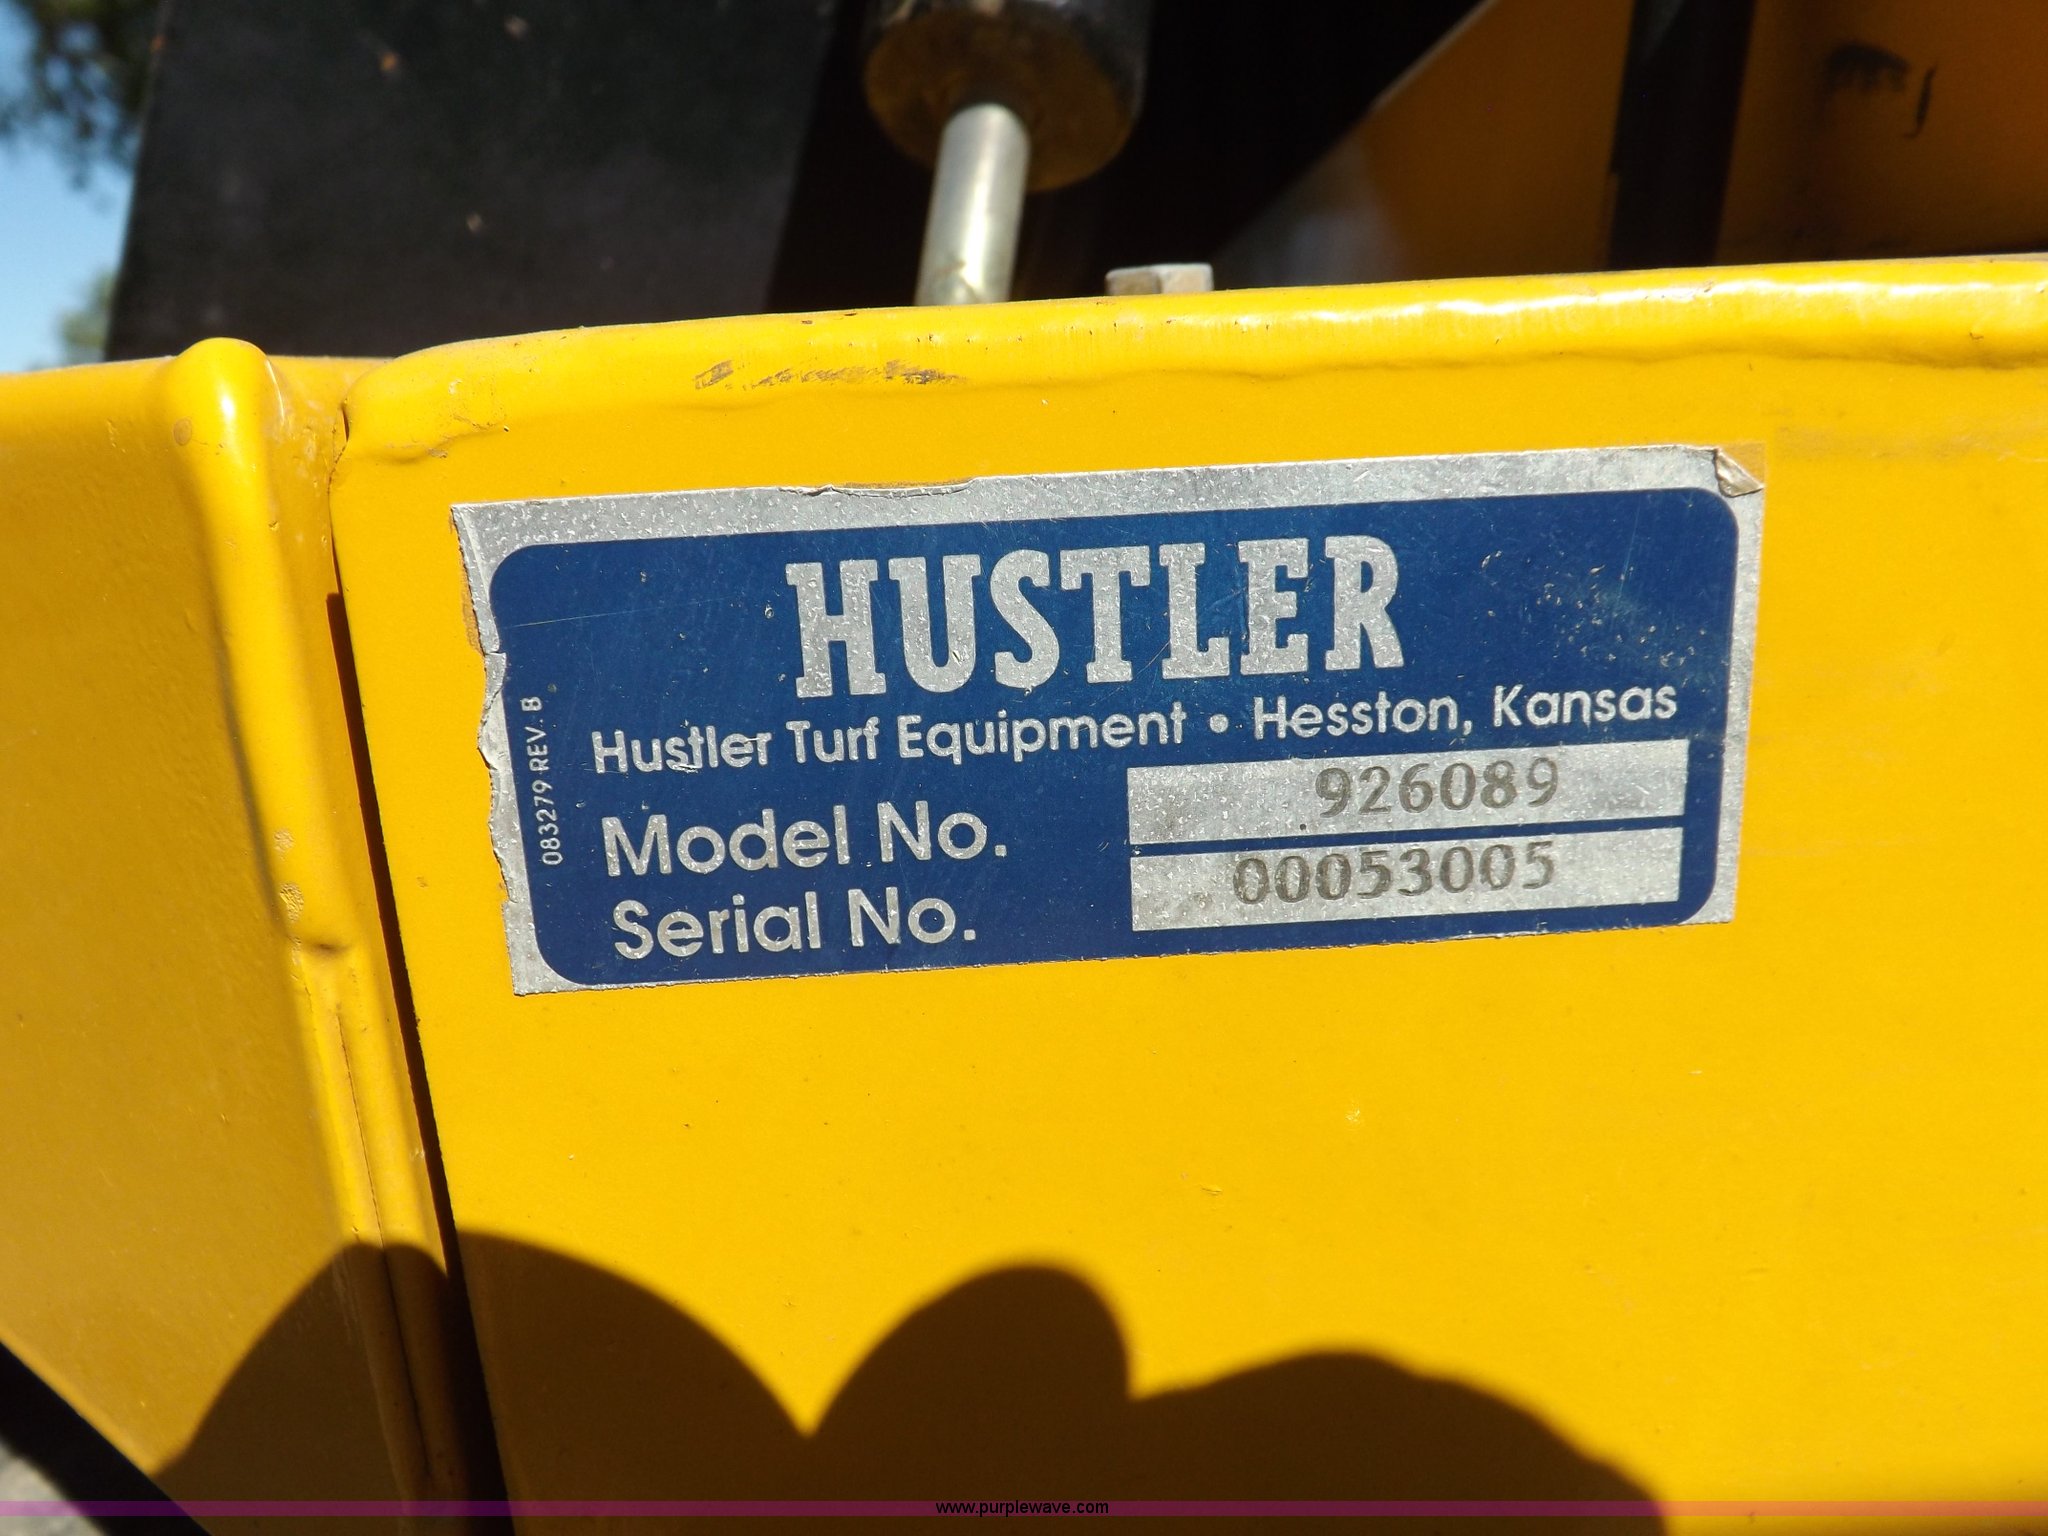 HUSTLER
Hustler Turf Equipment • Hesston, Kansas
Model No. 926089
Serial No. 00053005
083279 REV. B
www.purplewave.com